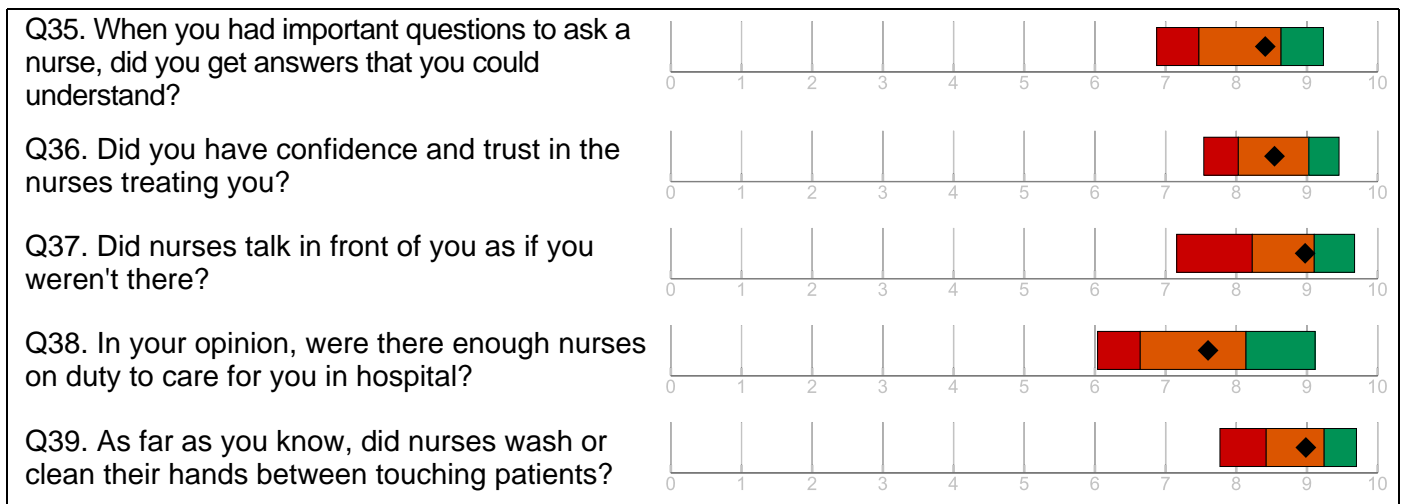 Q35. When you had important questions to ask a
nurse, did you get answers that you could
understand?
0 1 2 3 4 5 6 7 8 9 10
Q36. Did you have confidence and trust in the
nurses treating you?
0 1 2 3 4 5 6 7 8 9 10
Q37. Did nurses talk in front of you as if you
weren't there?
0 1 2 3 4 5 6 7 8 9 10
Q38. In your opinion, were there enough nurses
on duty to care for you in hospital?
0 1 2 3 4 5 6 7 8 9 10
Q39. As far as you know, did nurses wash or
clean their hands between touching patients?
0 1 2 3 4 5 6 7 8 9 10